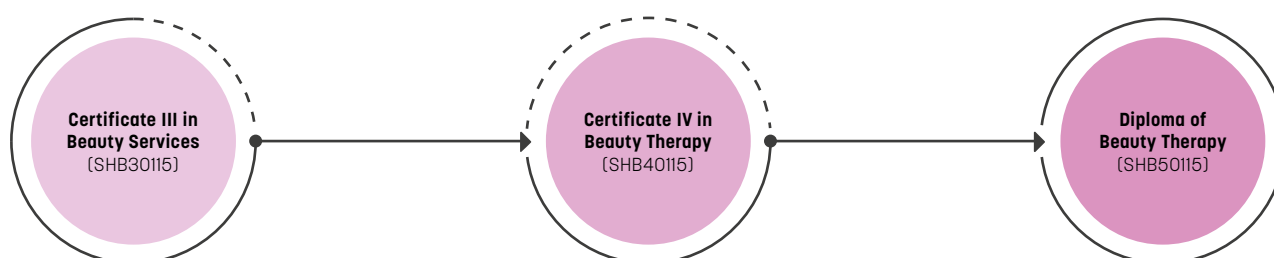 Certificate III in
Beauty Services
(SHB30115)
Certificate IV in
Beauty Therapy
(SHB40115)
Diploma of
Beauty Therapy
(SHB50115)